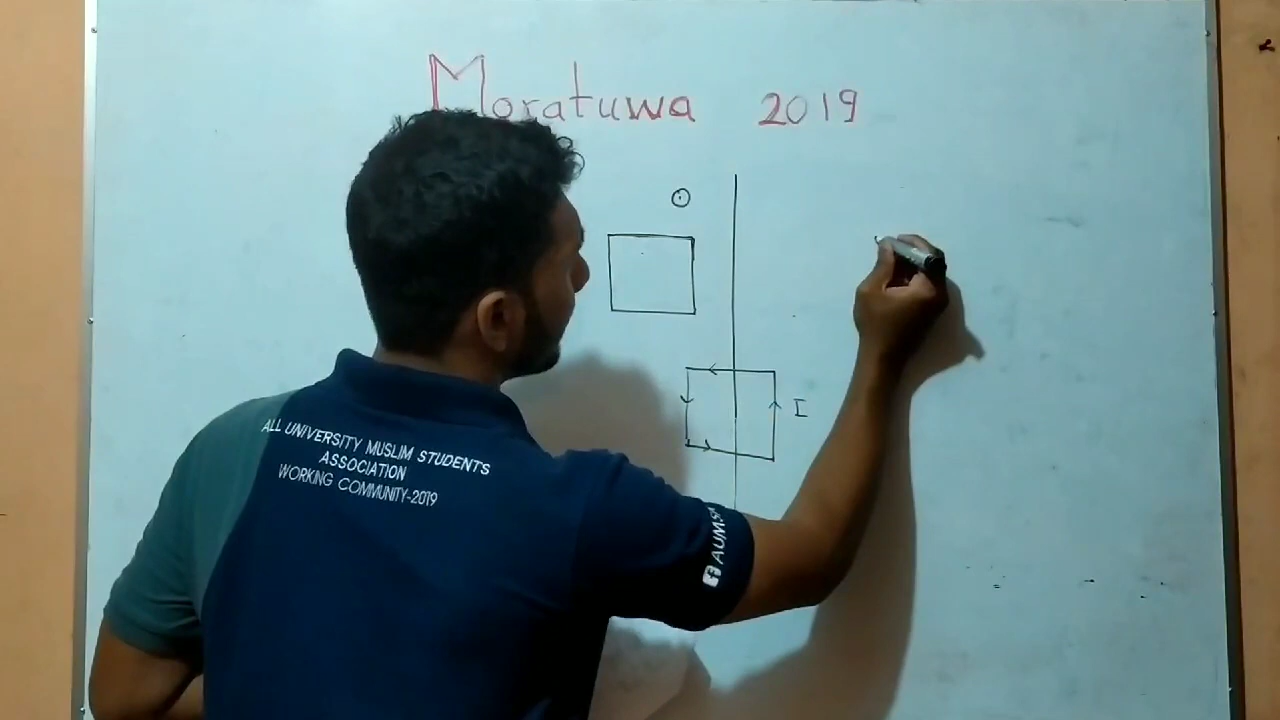 Moratuwa 2019
I
ALL UNIVERSITY MUSLIM STUDENTS
ASSOCIATION
WORKING COMMUNITY-2019